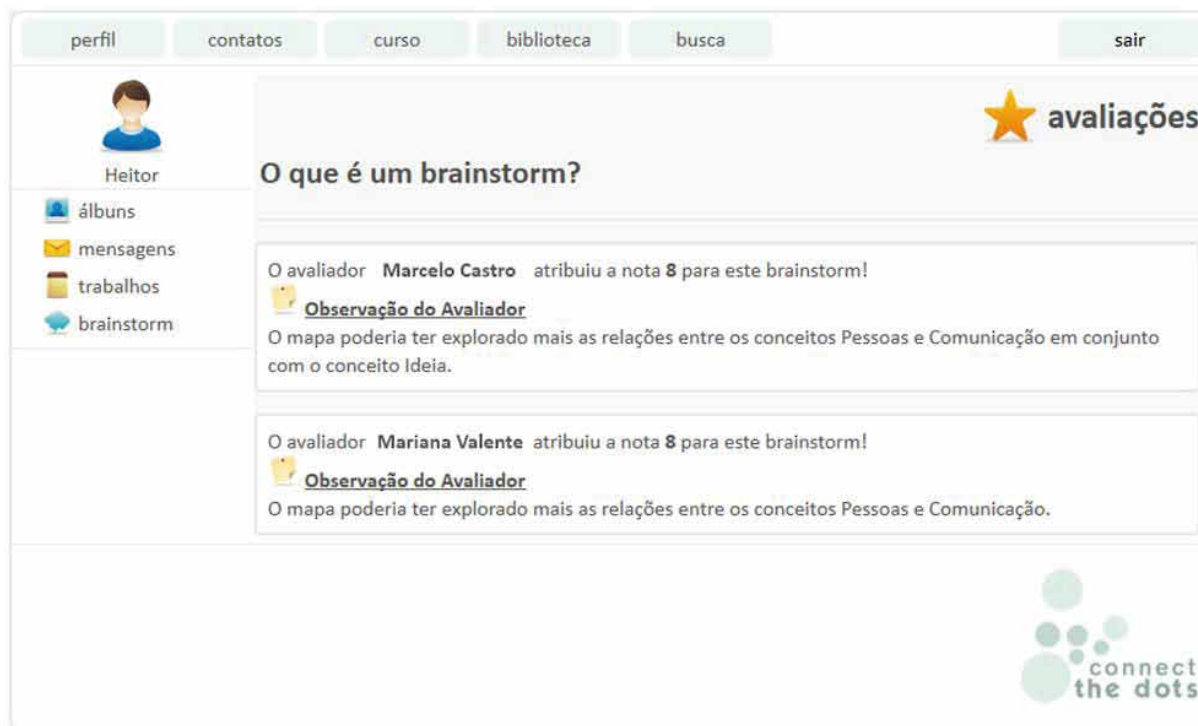 perfil contatos curso biblioteca busca sair
avaliações
Heitor
O que é um brainstorm?
álbuns
mensagens
trabalhos
brainstorm
O avaliador Marcelo Castro atribuiu a nota 8 para este brainstorm!
Observação do Avaliador
O mapa poderia ter explorado mais as relações entre os conceitos Pessoas e Comunicação em conjunto
com o conceito Ideia.
O avaliador Mariana Valente atribuiu a nota 8 para este brainstorm!
Observação do Avaliador
O mapa poderia ter explorado mais as relações entre os conceitos Pessoas e Comunicação.
connect
the dots